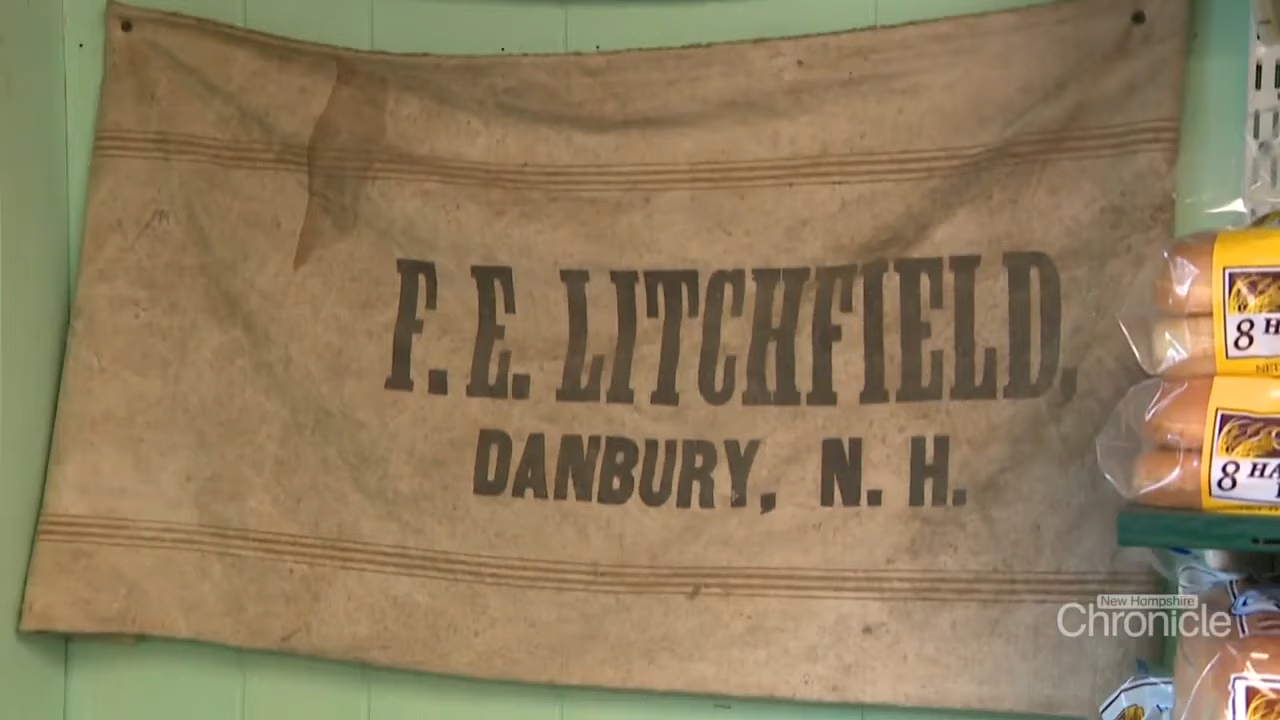 F. E. LITCHFIELD,
DANBURY, N. H.
8
8
New Hampshire
Chronicle